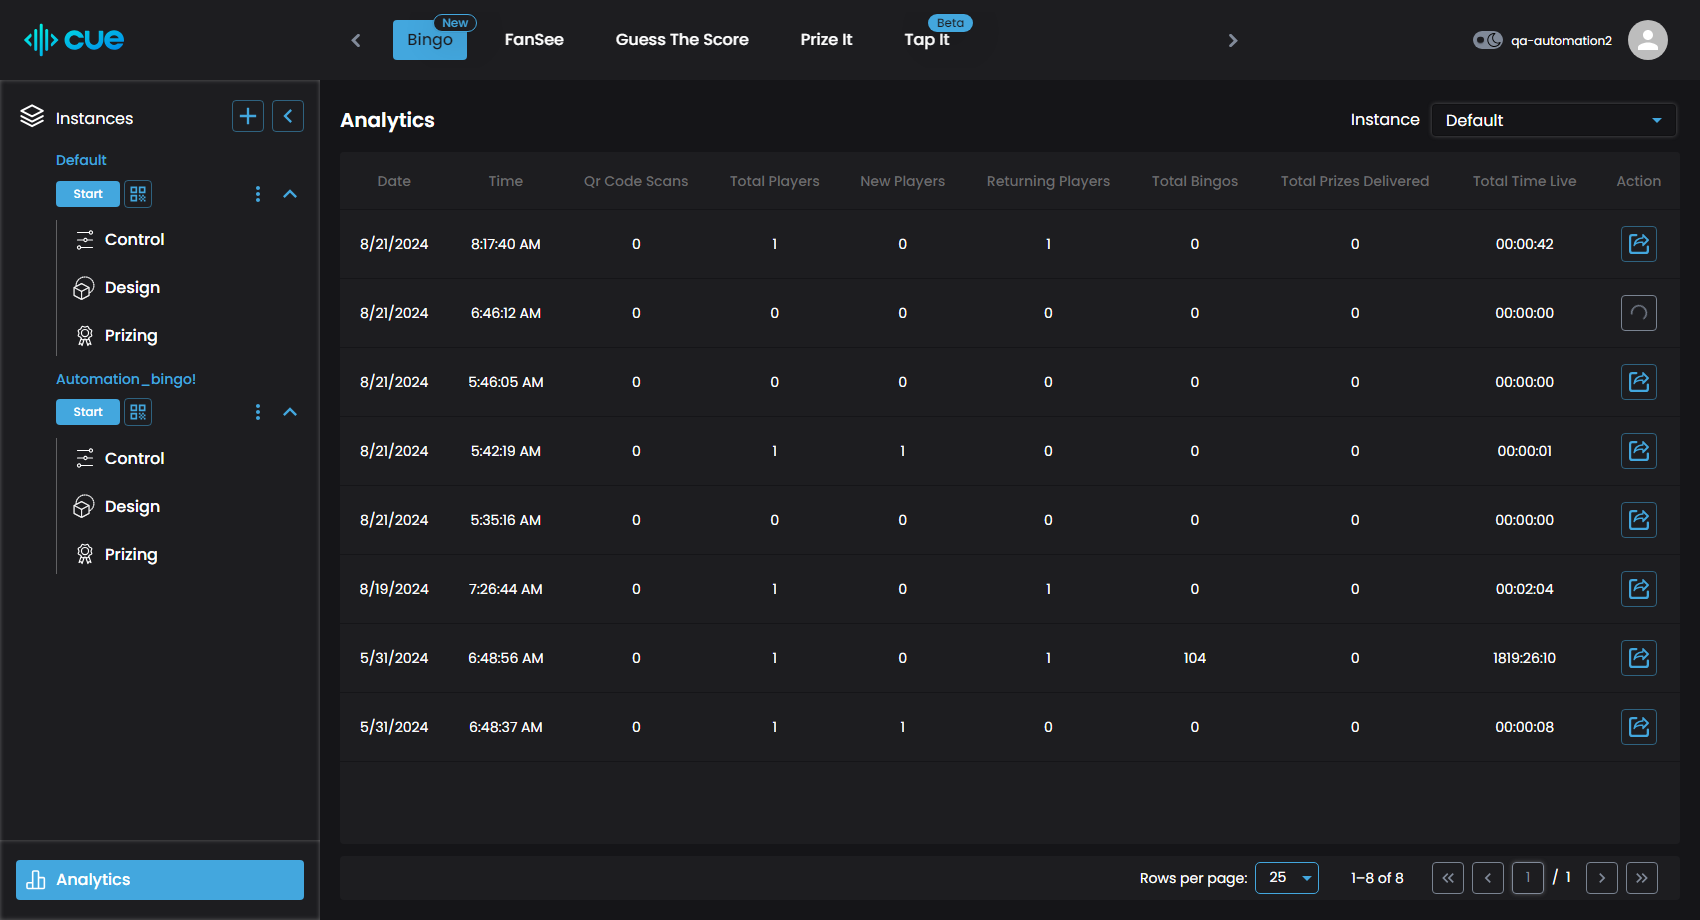 cue
Bingo
New
FanSee
Guess The Score
Prize It
Tap It
Beta
qa-automation2
Instances
Default
Start
Control
Design
Prizing
Automation_bingo!
Start
Control
Design
Prizing
Analytics
Analytics
Instance Default
Date Time Qr Code Scans Total Players New Players Returning Players Total Bingos Total Prizes Delivered Total Time Live Action
8/21/2024 8:17:40 AM 0 1 0 1 0 0 00:00:42
8/21/2024 6:46:12 AM 0 0 0 0 0 0 00:00:00
8/21/2024 5:46:05 AM 0 0 0 0 0 0 00:00:00
8/21/2024 5:42:19 AM 0 1 1 0 0 0 00:00:01
8/21/2024 5:35:16 AM 0 0 0 0 0 0 00:00:00
8/19/2024 7:26:44 AM 0 1 0 1 0 0 00:02:04
5/31/2024 6:48:56 AM 0 1 0 1 104 0 1819:26:10
5/31/2024 6:48:37 AM 0 1 1 0 0 0 00:00:08
Rows per page: 25 1–8 of 8 1 / 1